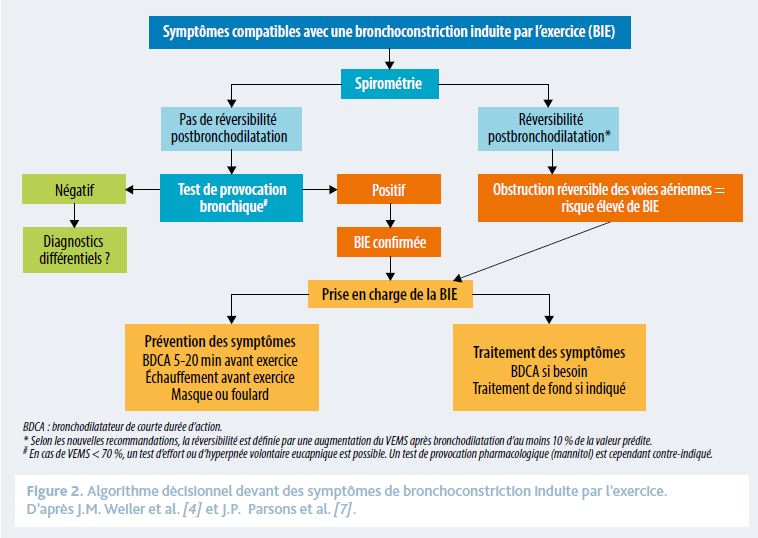 Symptômes compatibles avec une bronchoconstriction induite par l’exercice (BIE)
Spirométrie
Pas de réversibilité
postbronchodilatation
Réversibilité
postbronchodilatation*
Négatif
Test de provocation
bronchique#
Positif
Obstruction réversible des voies aériennes =
risque élevé de BIE
Diagnostics
différentiels ?
BIE confirmée
Prise en charge de la BIE
Prévention des symptômes
BDCA 5-20 min avant exercice
Échauffement avant exercice
Masque ou foulard
Traitement des symptômes
BDCA si besoin
Traitement de fond si indiqué
BDCA : bronchodilatateur de courte durée d’action.
* Selon les nouvelles recommandations, la réversibilité est définie par une augmentation du VEMS après bronchodilatation d’au moins 10 % de la valeur prédite.
# En cas de VEMS < 70 %, un test d’effort ou d’hyperpnée volontaire eucapnique est possible. Un test de provocation pharmacologique (mannitol) est cependant contre-indiqué.
Figure 2. Algorithme décisionnel devant des symptômes de bronchoconstriction induite par l’exercice.
D’après J.M. Weiler et al. [4] et J.P. Parsons et al. [7].